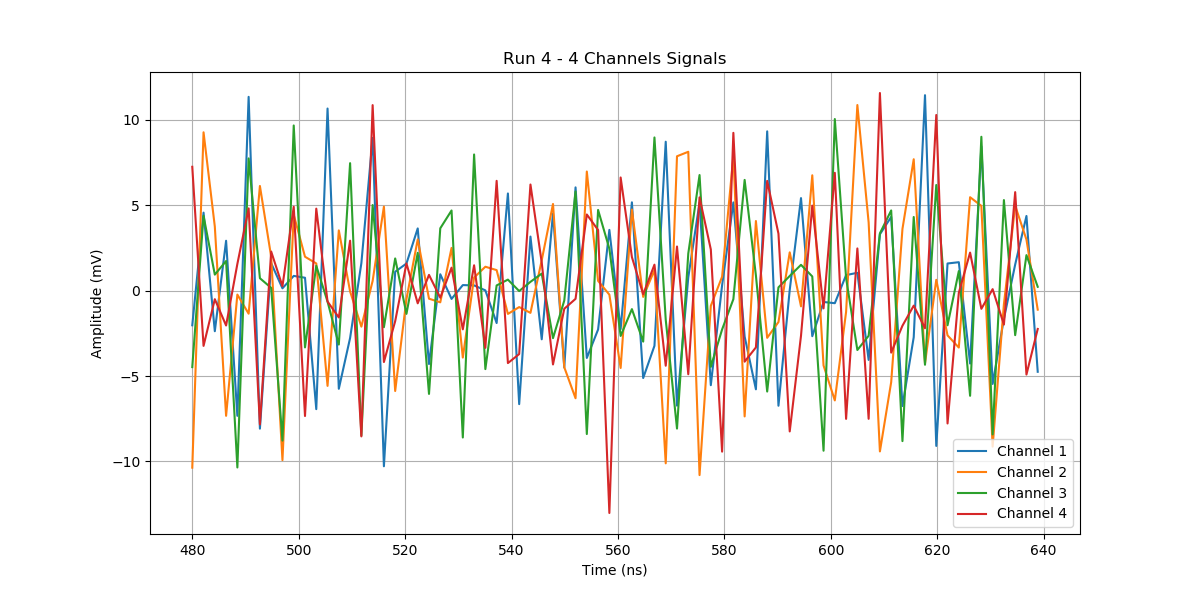 Run 4 - 4 Channels Signals
Amplitude (mV)
10
5
0
−5
−10
480
500
520
540
560
580
600
620
640
Time (ns)
Channel 1
Channel 2
Channel 3
Channel 4